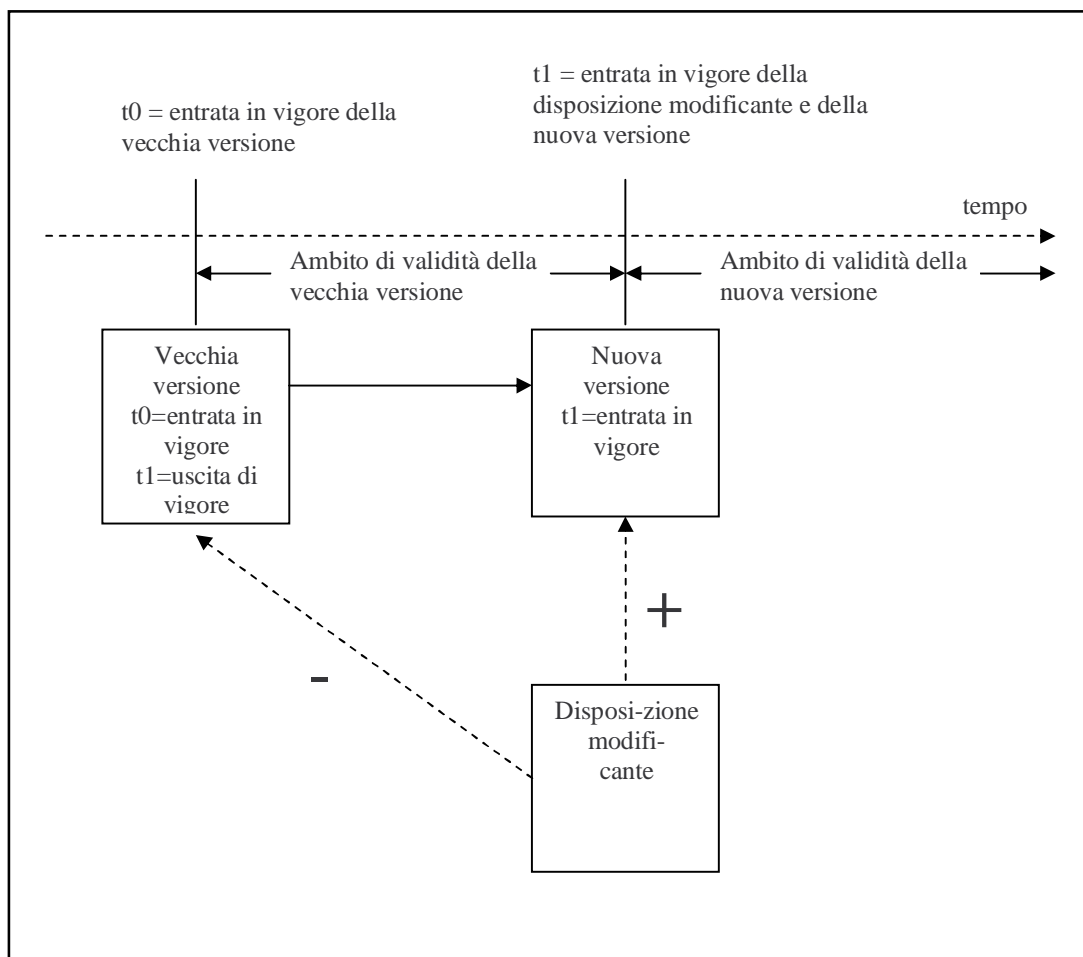 t0 = entrata in vigore della
vecchia versione
t1 = entrata in vigore della
disposizione modificante e della
nuova versione
tempo
Ambito di validità della
vecchia versione
Ambito di validità della
nuova versione
Vecchia
versione
t0=entrata in
vigore
t1=uscita di
vigore
Nuova
versione
t1=entrata in
vigore
+
-
Disposi-zione
modifi-
cante